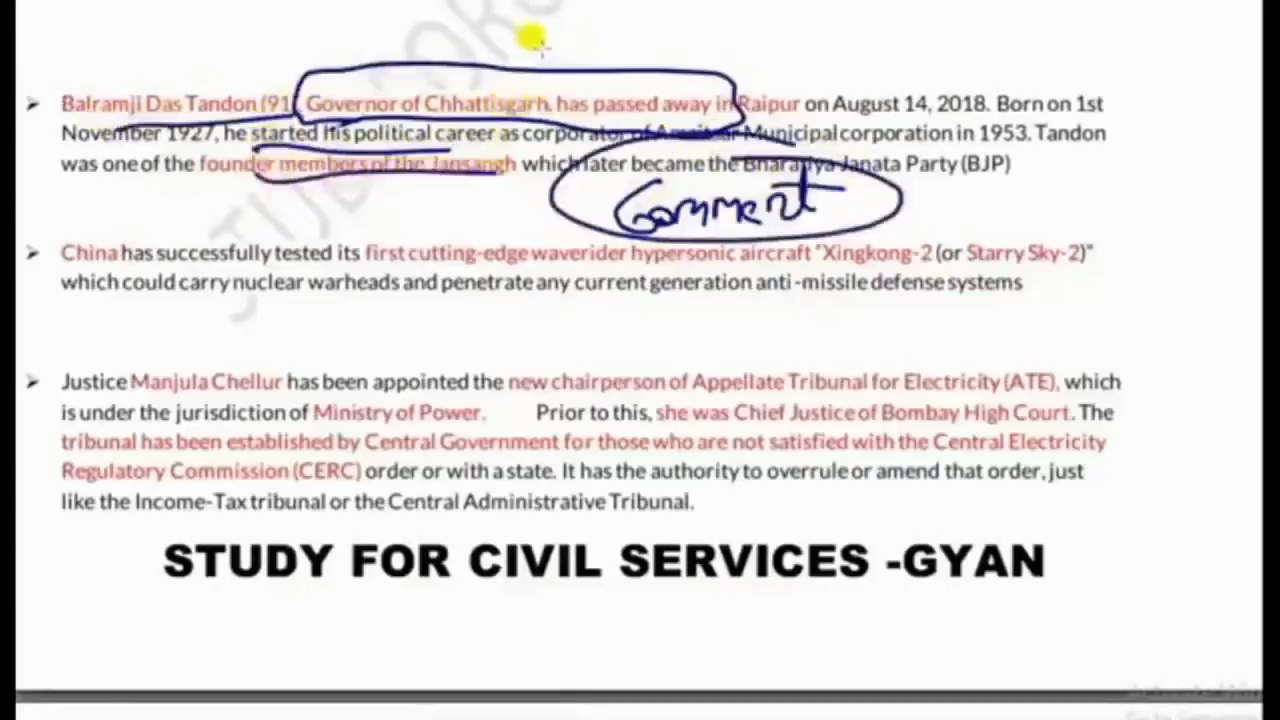 ➤ Balramji Das Tandon (91), Governor of Chhattisgarh, has passed away in Raipur on August 14, 2018. Born on 1st
November 1927, he started his political career as corporator of Amritsar Municipal corporation in 1953. Tandon
was one of the founder members of the Jansangh which later became the Bharatiya Janata Party (BJP)
Comment
➤ China has successfully tested its first cutting-edge waverider hypersonic aircraft "Xingkong-2 (or Starry Sky-2)"
which could carry nuclear warheads and penetrate any current generation anti-missile defense systems
➤ Justice Manjula Chellur has been appointed the new chairperson of Appellate Tribunal for Electricity (ATE), which
is under the jurisdiction of Ministry of Power. Prior to this, she was Chief Justice of Bombay High Court. The
tribunal has been established by Central Government for those who are not satisfied with the Central Electricity
Regulatory Commission (CERC) order or with a state. It has the authority to overrule or amend that order, just
like the Income-Tax tribunal or the Central Administrative Tribunal.
STUDY FOR CIVIL SERVICES -GYAN